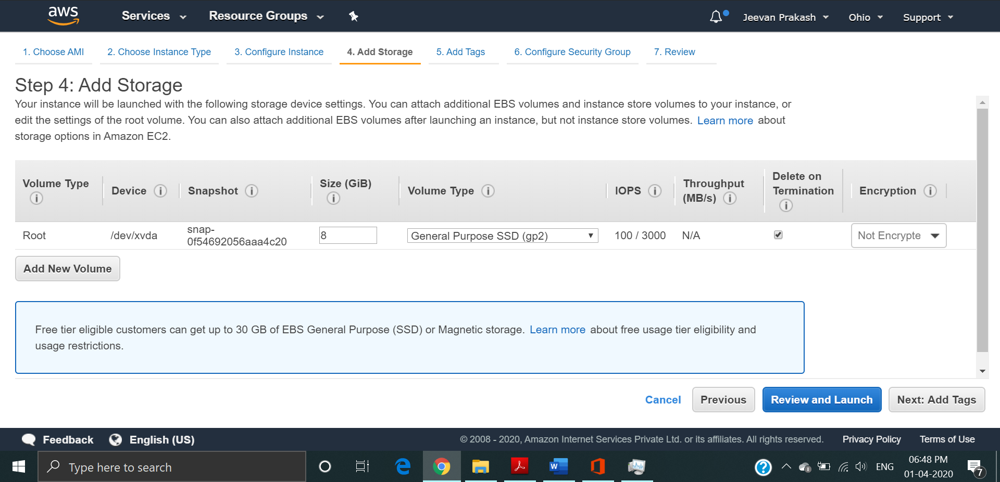 aws Services Resource Groups Jeevan Prakash Ohio Support
1. Choose AMI 2. Choose Instance Type 3. Configure Instance 4. Add Storage 5. Add Tags 6. Configure Security Group 7. Review
Step 4: Add Storage
Your instance will be launched with the following storage device settings. You can attach additional EBS volumes and instance store volumes to your instance, or
edit the settings of the root volume. You can also attach additional EBS volumes after launching an instance, but not instance store volumes. Learn more about
storage options in Amazon EC2.
Volume Type i Device i Snapshot i Size (GiB) i Volume Type i IOPS i Throughput (MB/s) i Delete on Termination i Encryption i
Root /dev/xvda snap-0f54692056aaa4c20 8 General Purpose SSD (gp2) 100 / 3000 N/A Not Encrypte
Add New Volume
Free tier eligible customers can get up to 30 GB of EBS General Purpose (SSD) or Magnetic storage. Learn more about free usage tier eligibility and
usage restrictions.
Cancel Previous Review and Launch Next: Add Tags
Feedback English (US) © 2008 - 2020, Amazon Internet Services Private Ltd. or its affiliates. All rights reserved. Privacy Policy Terms of Use
Type here to search ENG 06:48 PM
01-04-2020 7